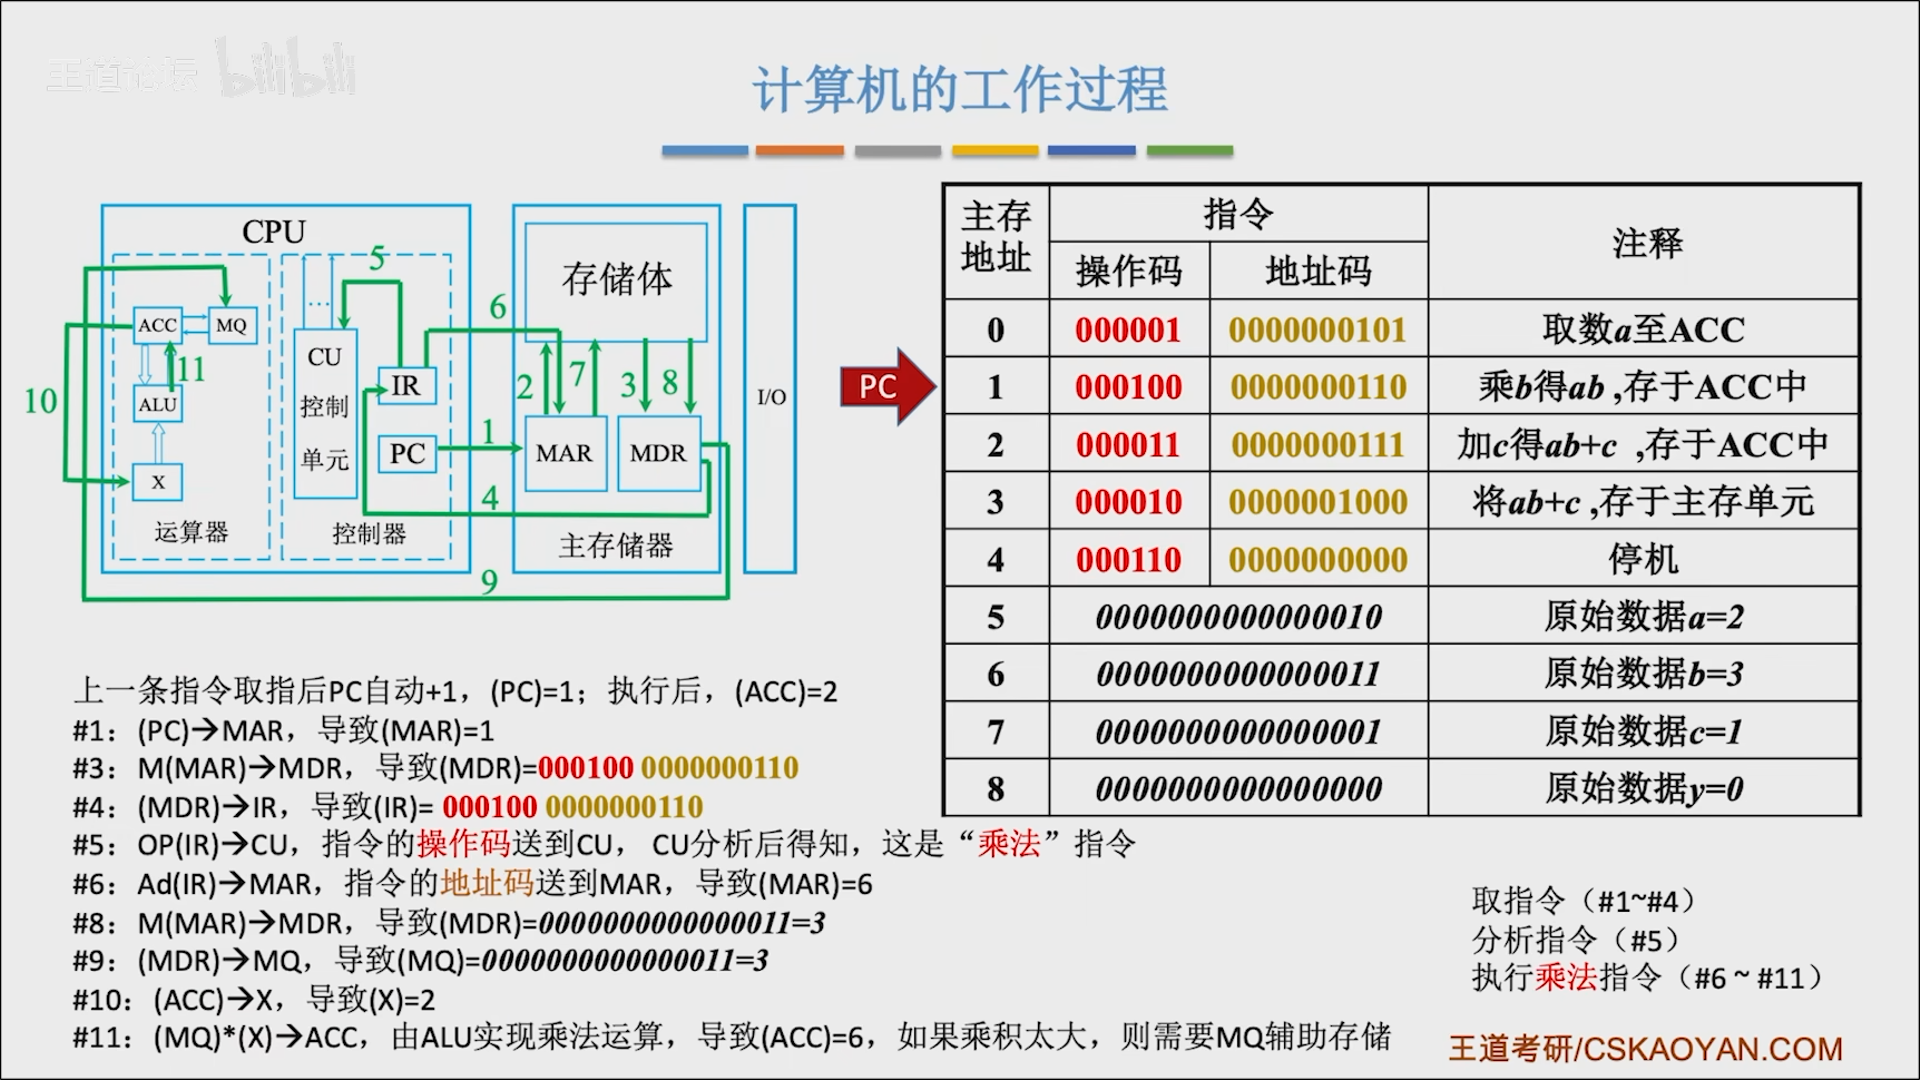 王道论坛 bilibili
计算机的工作过程
CPU
5
ACC
MQ
…
CU
控制
单元
IR
PC
11
ALU
10
X
运算器
控制器
6
存储体
2
7
3
8
1
MAR
MDR
4
主存储器
9
I/O
PC
主存地址 指令 注释
操作码 地址码
0 000001 0000000101 取数a至ACC
1 000100 0000000110 乘b得ab ,存于ACC中
2 000011 0000000111 加c得ab+c ,存于ACC中
3 000010 0000001000 将ab+c ,存于主存单元
4 000110 0000000000 停机
5 0000000000000010 原始数据a=2
6 0000000000000011 原始数据b=3
7 0000000000000001 原始数据c=1
8 0000000000000000 原始数据y=0
上一条指令取指后PC自动+1，(PC)=1；执行后，(ACC)=2
#1：(PC)→MAR，导致(MAR)=1
#3：M(MAR)→MDR，导致(MDR)=000100 0000000110
#4：(MDR)→IR，导致(IR)= 000100 0000000110
#5：OP(IR)→CU，指令的操作码送到CU， CU分析后得知，这是“乘法”指令
#6：Ad(IR)→MAR，指令的地址码送到MAR，导致(MAR)=6
#8：M(MAR)→MDR，导致(MDR)=0000000000000011=3
#9：(MDR)→MQ，导致(MQ)=0000000000000011=3
#10：(ACC)→X，导致(X)=2
#11：(MQ)*(X)→ACC，由ALU实现乘法运算，导致(ACC)=6，如果乘积太大，则需要MQ辅助存储
取指令（#1~#4）
分析指令（#5）
执行乘法指令（#6 ~ #11）
王道考研/CSKAOYAN.COM